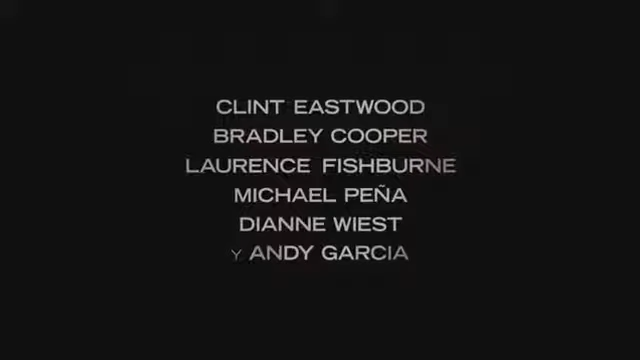 CLINT EASTWOOD
BRADLEY COOPER
LAURENCE FISHBURNE
MICHAEL PEÑA
DIANNE WIEST
Y ANDY GARCIA